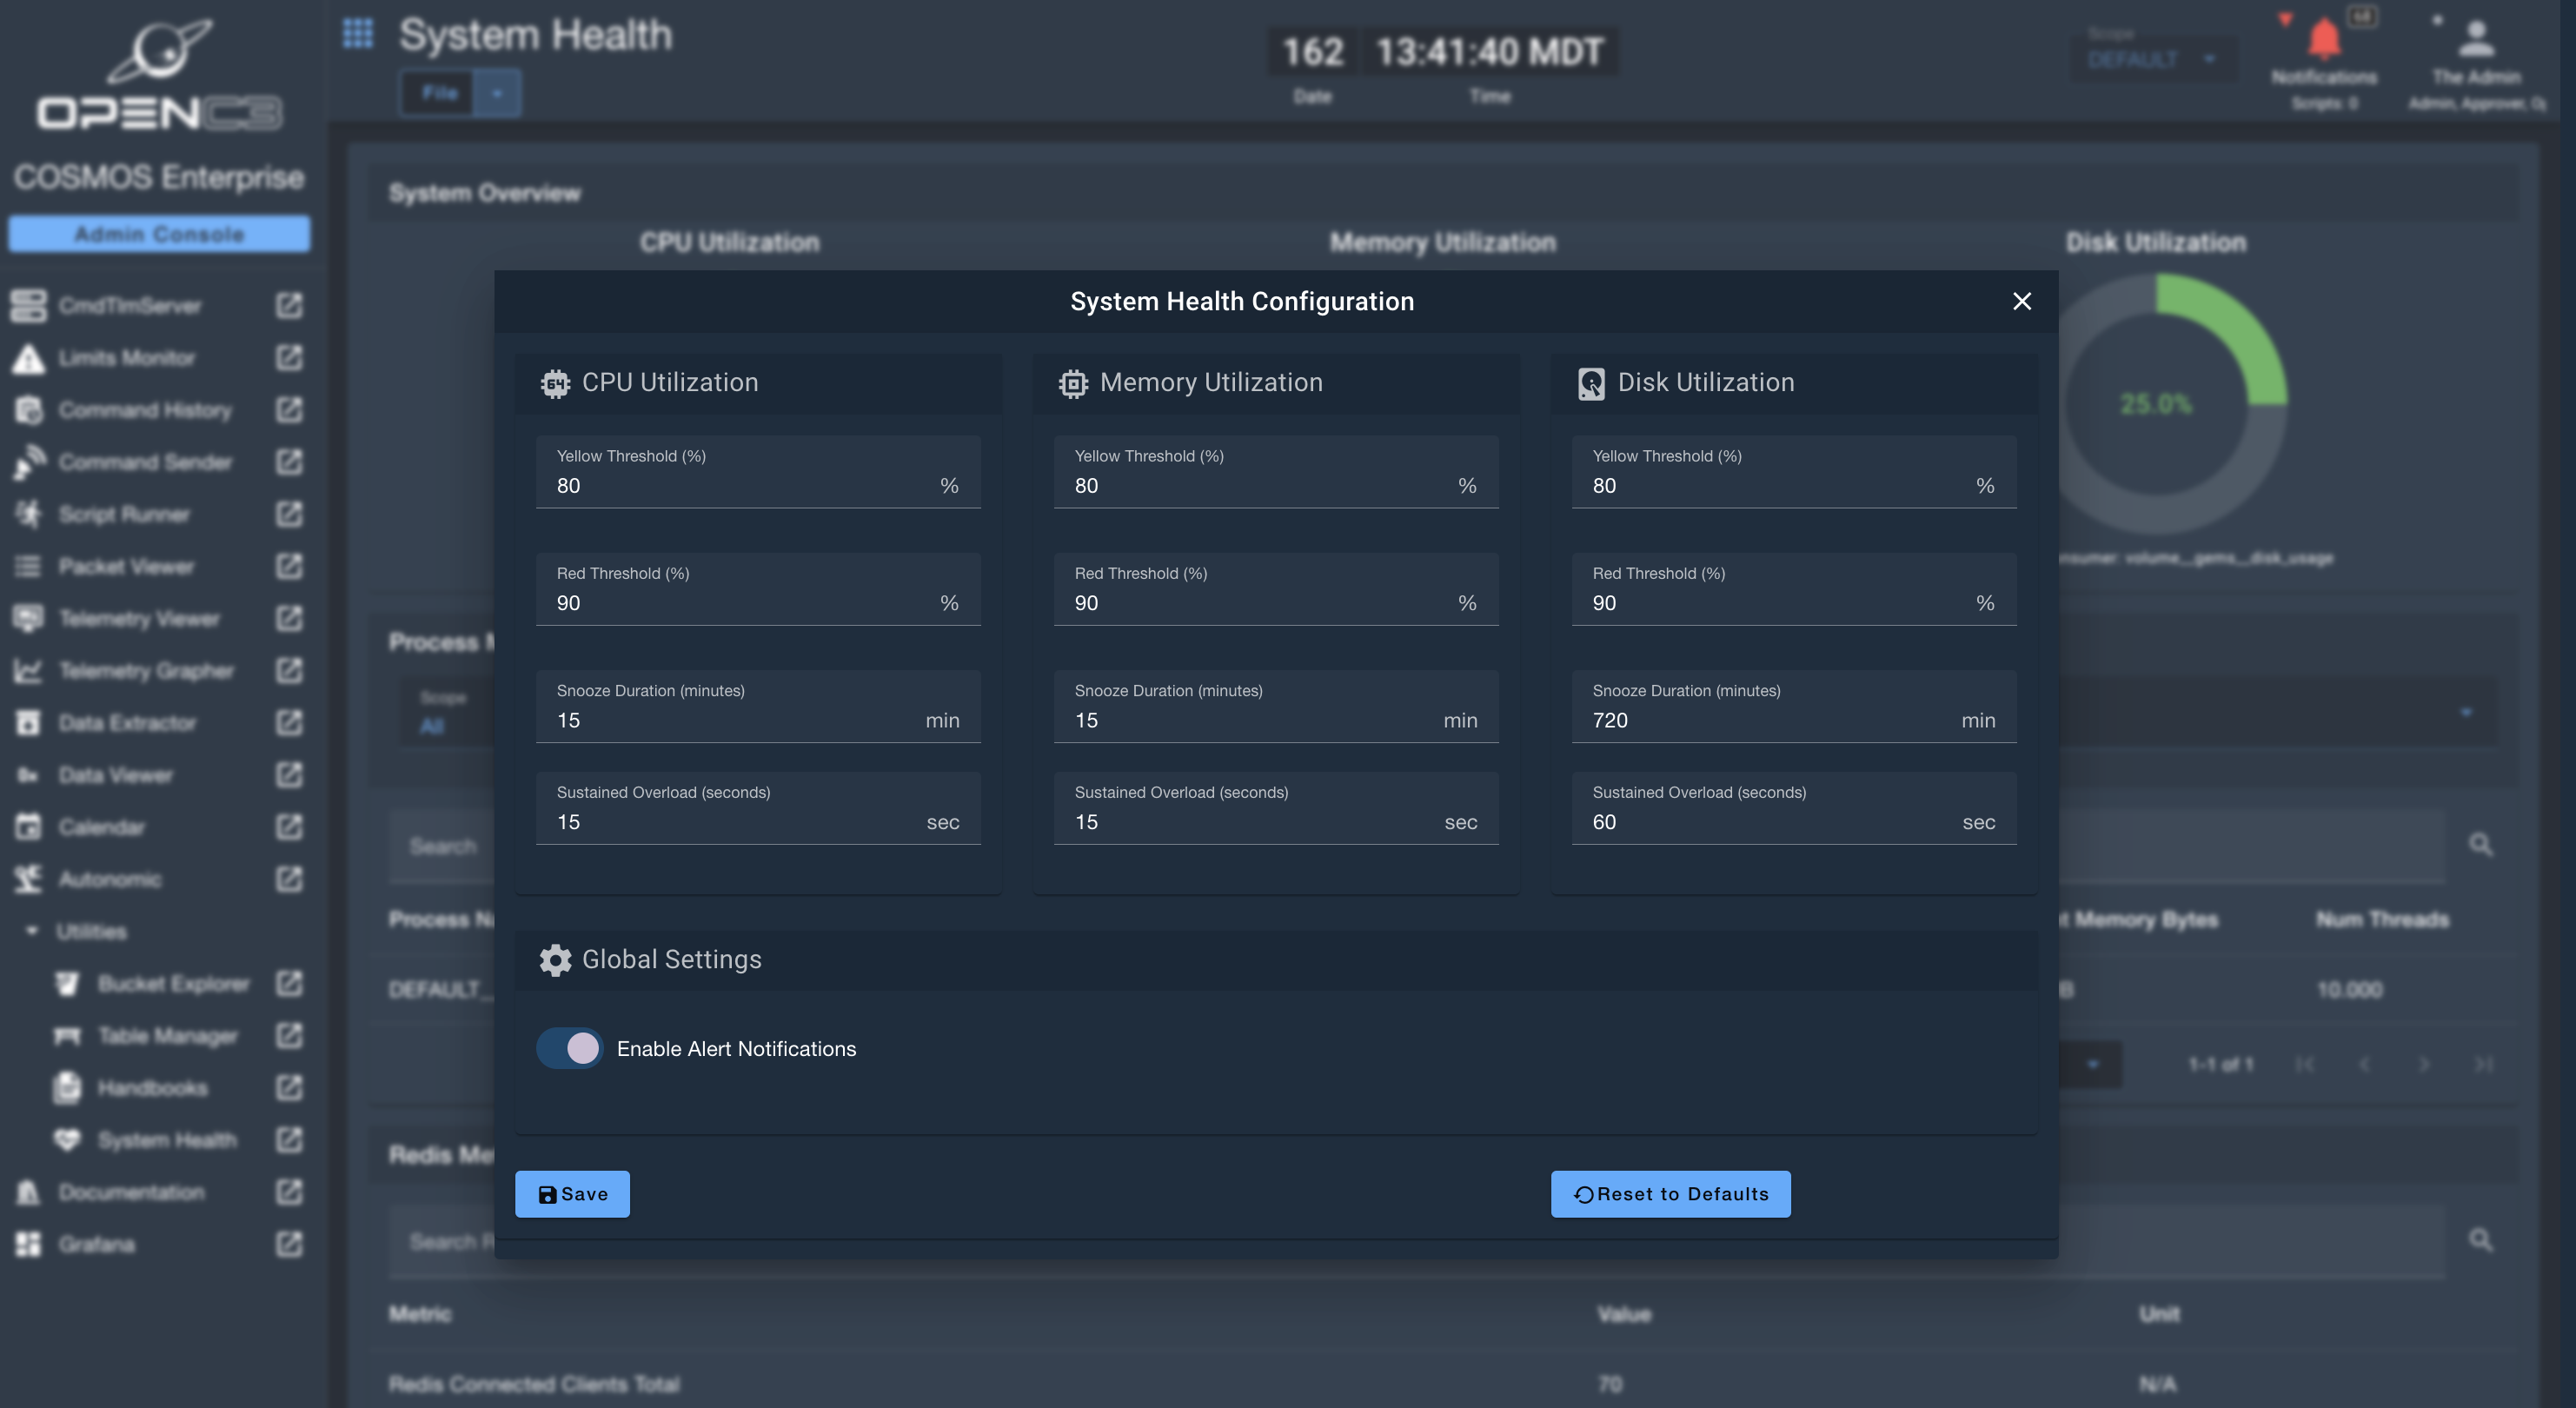 OPENC3
COSMOS Enterprise
Admin Console
CmdTlmServer
Limits Monitor
Command History
Command Sender
Script Runner
Packet Viewer
Telemetry Viewer
Telemetry Grapher
Data Extractor
Data Viewer
Calendar
Autonomic
Utilities
Bucket Explorer
Table Manager
Handbooks
System Health
Documentation
Grafana
System Health
File
162 13:41:40 MDT
Date Time
Scope
DEFAULT
Notifications
Scripts: 0
The Admin
Admin, Approver,
System Overview
CPU Utilization Memory Utilization Disk Utilization
25.0%
volume__gems__disk_usage
System Health Configuration
64 CPU Utilization
Yellow Threshold (%)
80 %
Red Threshold (%)
90 %
Snooze Duration (minutes)
15 min
Sustained Overload (seconds)
15 sec
Memory Utilization
Yellow Threshold (%)
80 %
Red Threshold (%)
90 %
Snooze Duration (minutes)
15 min
Sustained Overload (seconds)
15 sec
Disk Utilization
Yellow Threshold (%)
80 %
Red Threshold (%)
90 %
Snooze Duration (minutes)
720 min
Sustained Overload (seconds)
60 sec
Global Settings
Enable Alert Notifications
Save
Reset to Defaults
Process
Scope
All
Search
Process Memory Bytes Num Threads
DEFAULT_ 10.000
1-1 of 1
Redis
Search
Metric Value Unit
Redis Connected Clients Total 70 N/A